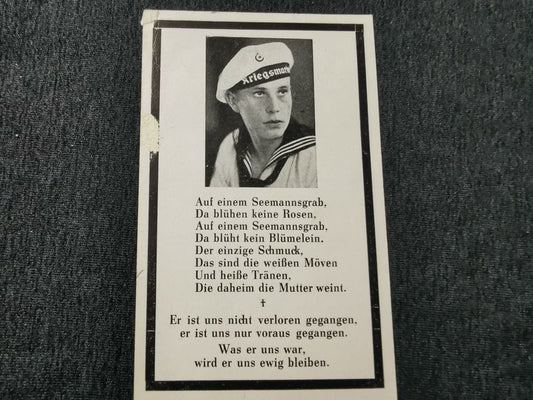 Kriegsmar
Auf einem Seemannsgrab,
Da blühen keine Rosen,
Auf einem Seemannsgrab,
Da blüht kein Blümelein,
Der einzige Schmuck,
Das sind die weißen Möven
Und heiße Tränen,
Die daheim die Mutter weint.
†
Er ist uns nicht verloren gegangen,
er ist uns nur voraus gegangen.
Was er uns war,
wird er uns ewig bleiben.